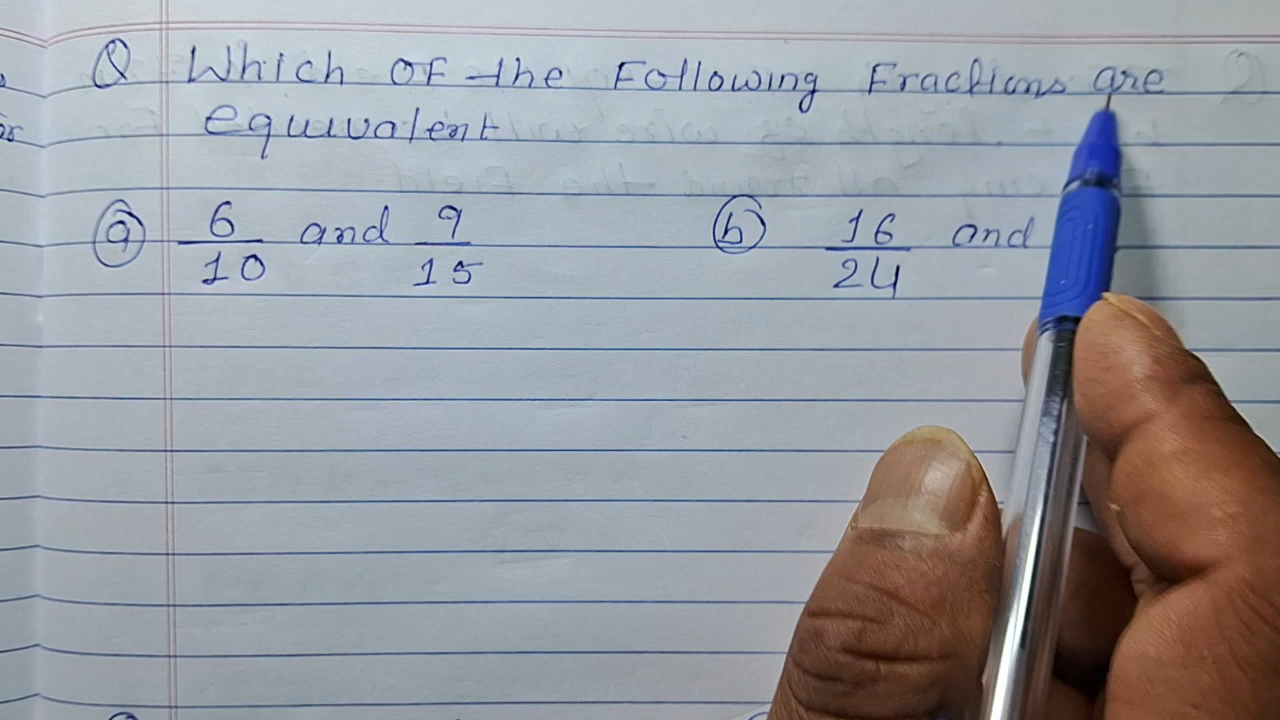 Q Which OF the Following Fractions are
equivalent
(a) 6/10 and 9/15 (b) 16/24 and